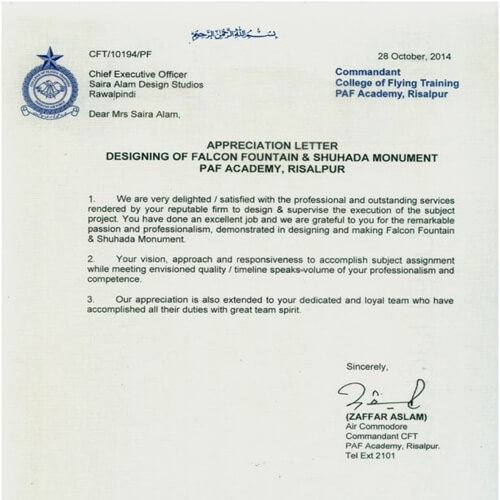 بسم الله الرحمن الرحيم
CFT/10194/PF
28 October, 2014
Chief Executive Officer
Saira Alam Design Studios
Rawalpindi
Commandant
College of Flying Training
PAF Academy, Risalpur
Dear Mrs Saira Alam,
APPRECIATION LETTER
DESIGNING OF FALCON FOUNTAIN & SHUHADA MONUMENT
PAF ACADEMY, RISALPUR
1. We are very delighted / satisfied with the professional and outstanding services
rendered by your reputable firm to design & supervise the execution of the subject
project. You have done an excellent job and we are grateful to you for the remarkable
passion and professionalism, demonstrated in designing and making Falcon Fountain
& Shuhada Monument.
2. Your vision, approach and responsiveness to accomplish subject assignment
while meeting envisioned quality / timeline speaks-volume of your professionalism and
competence.
3. Our appreciation is also extended to your dedicated and loyal team who have
accomplished all their duties with great team spirit.
Sincerely,
(ZAFFAR ASLAM)
Air Commodore
Commandant CFT
PAF Academy, Risalpur.
Tel Ext 2101